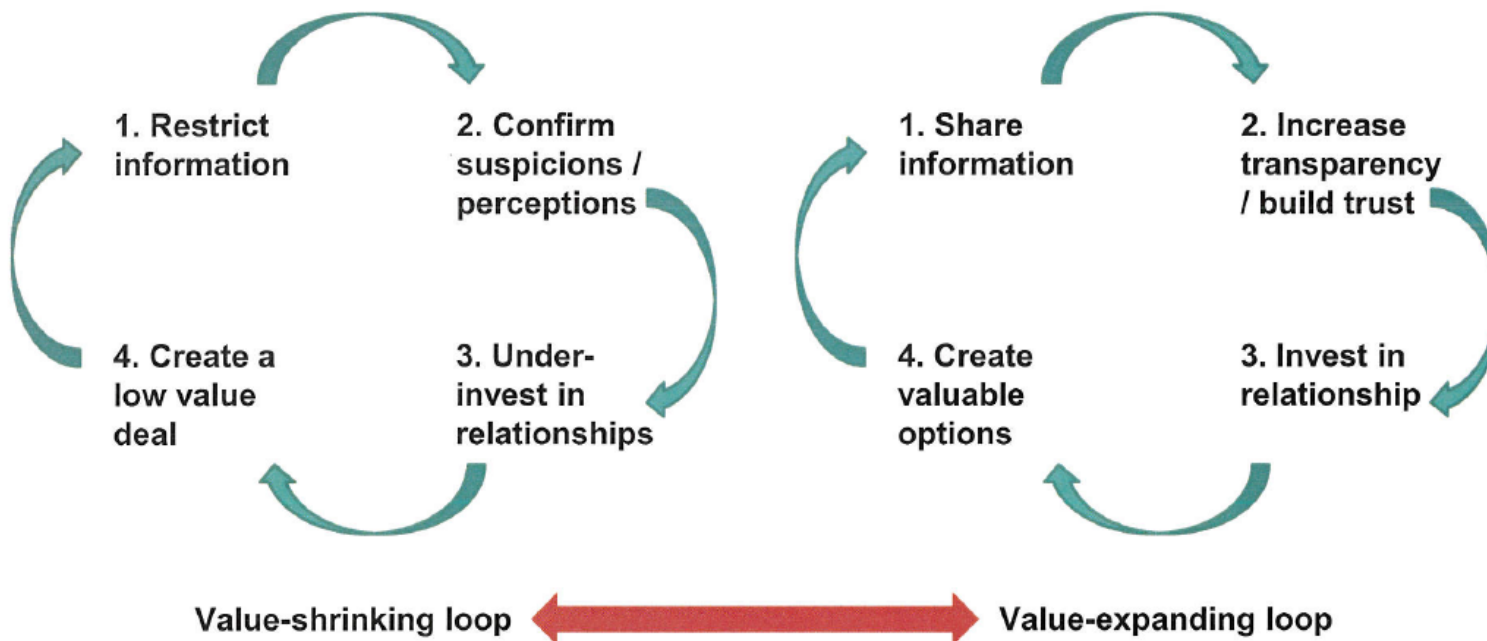 1. Restrict
information
2. Confirm
suspicions /
perceptions
3. Under-
invest in
relationships
4. Create a
low value
deal
Value-shrinking loop
1. Share
information
2. Increase
transparency
/ build trust
3. Invest in
relationship
4. Create
valuable
options
Value-expanding loop